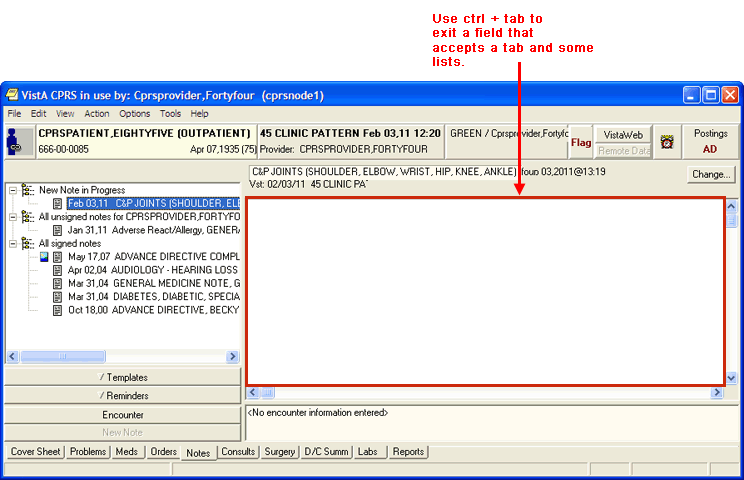 Use ctrl + tab to
exit a field that
accepts a tab and some
lists.
VistA CPRS in use by: Cprsprovider,Fortyfour (cprsnode1)
File Edit View Action Options Tools Help
CPRSPATIENT,EIGHTYFIVE (OUTPATIENT)
666-00-0085 Apr 07,1935 (75)
45 CLINIC PATTERN Feb 03,11 12:20
Provider: CPRSPROVIDER,FORTYFOUR
GREEN / Cprsprovider,Fortyfo
Flag
VistaWeb
Remote Data
Postings
AD
C&P JOINTS (SHOULDER, ELBOW, WRIST, HIP, KNEE, ANKLE) 03,2011@13:19
Vst: 02/03/11 45 CLINIC PA
Change...
New Note in Progress
Feb 03,11 C&P JOINTS (SHOULDER, ELB
All unsigned notes for CPRSPROVIDER,FORTYFO
Jan 31,11 Adverse React/Allergy, GENERA
All signed notes
May 17,07 ADVANCE DIRECTIVE COMPL
Apr 02,04 AUDIOLOGY - HEARING LOSS
Mar 31,04 GENERAL MEDICINE NOTE, G
Mar 31,04 DIABETES, DIABETIC, SPECIA
Oct 18,00 ADVANCE DIRECTIVE, BECKY
/ Templates
/ Reminders
Encounter
New Note
<No encounter information entered>
Cover Sheet Problems Meds Orders Notes Consults Surgery D/C Summ Labs Reports